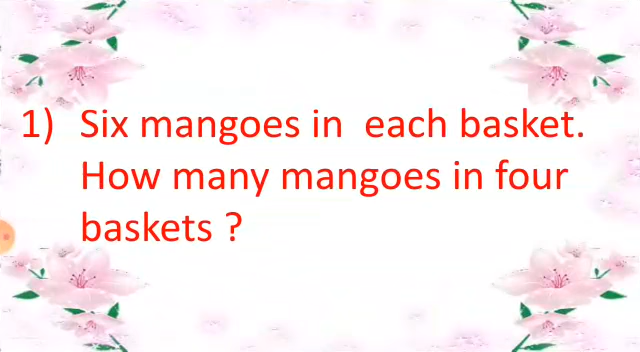 1) Six mangoes in each basket.
How many mangoes in four
baskets ?